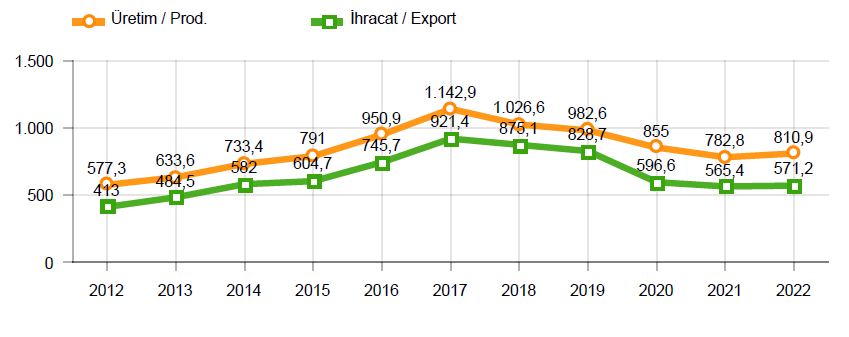 Üretim / Prod. İhracat / Export
1.500
1.000
500
0
577,3 633,6 733,4 791 950,9 1.142,9 1.026,6 982,6 855 782,8 810,9
413 484,5 582 604,7 745,7 921,4 875,1 828,7 596,6 565,4 571,2
2012 2013 2014 2015 2016 2017 2018 2019 2020 2021 2022